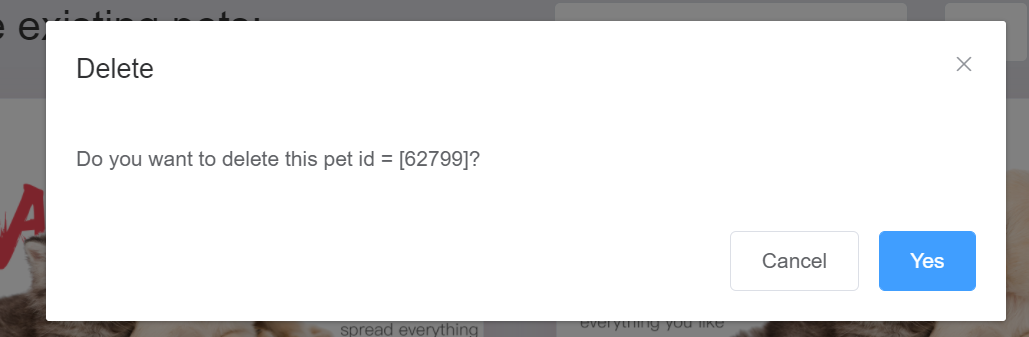 existing pets:
Delete
Do you want to delete this pet id = [62799]?
Cancel
Yes
spread everything
everything you like